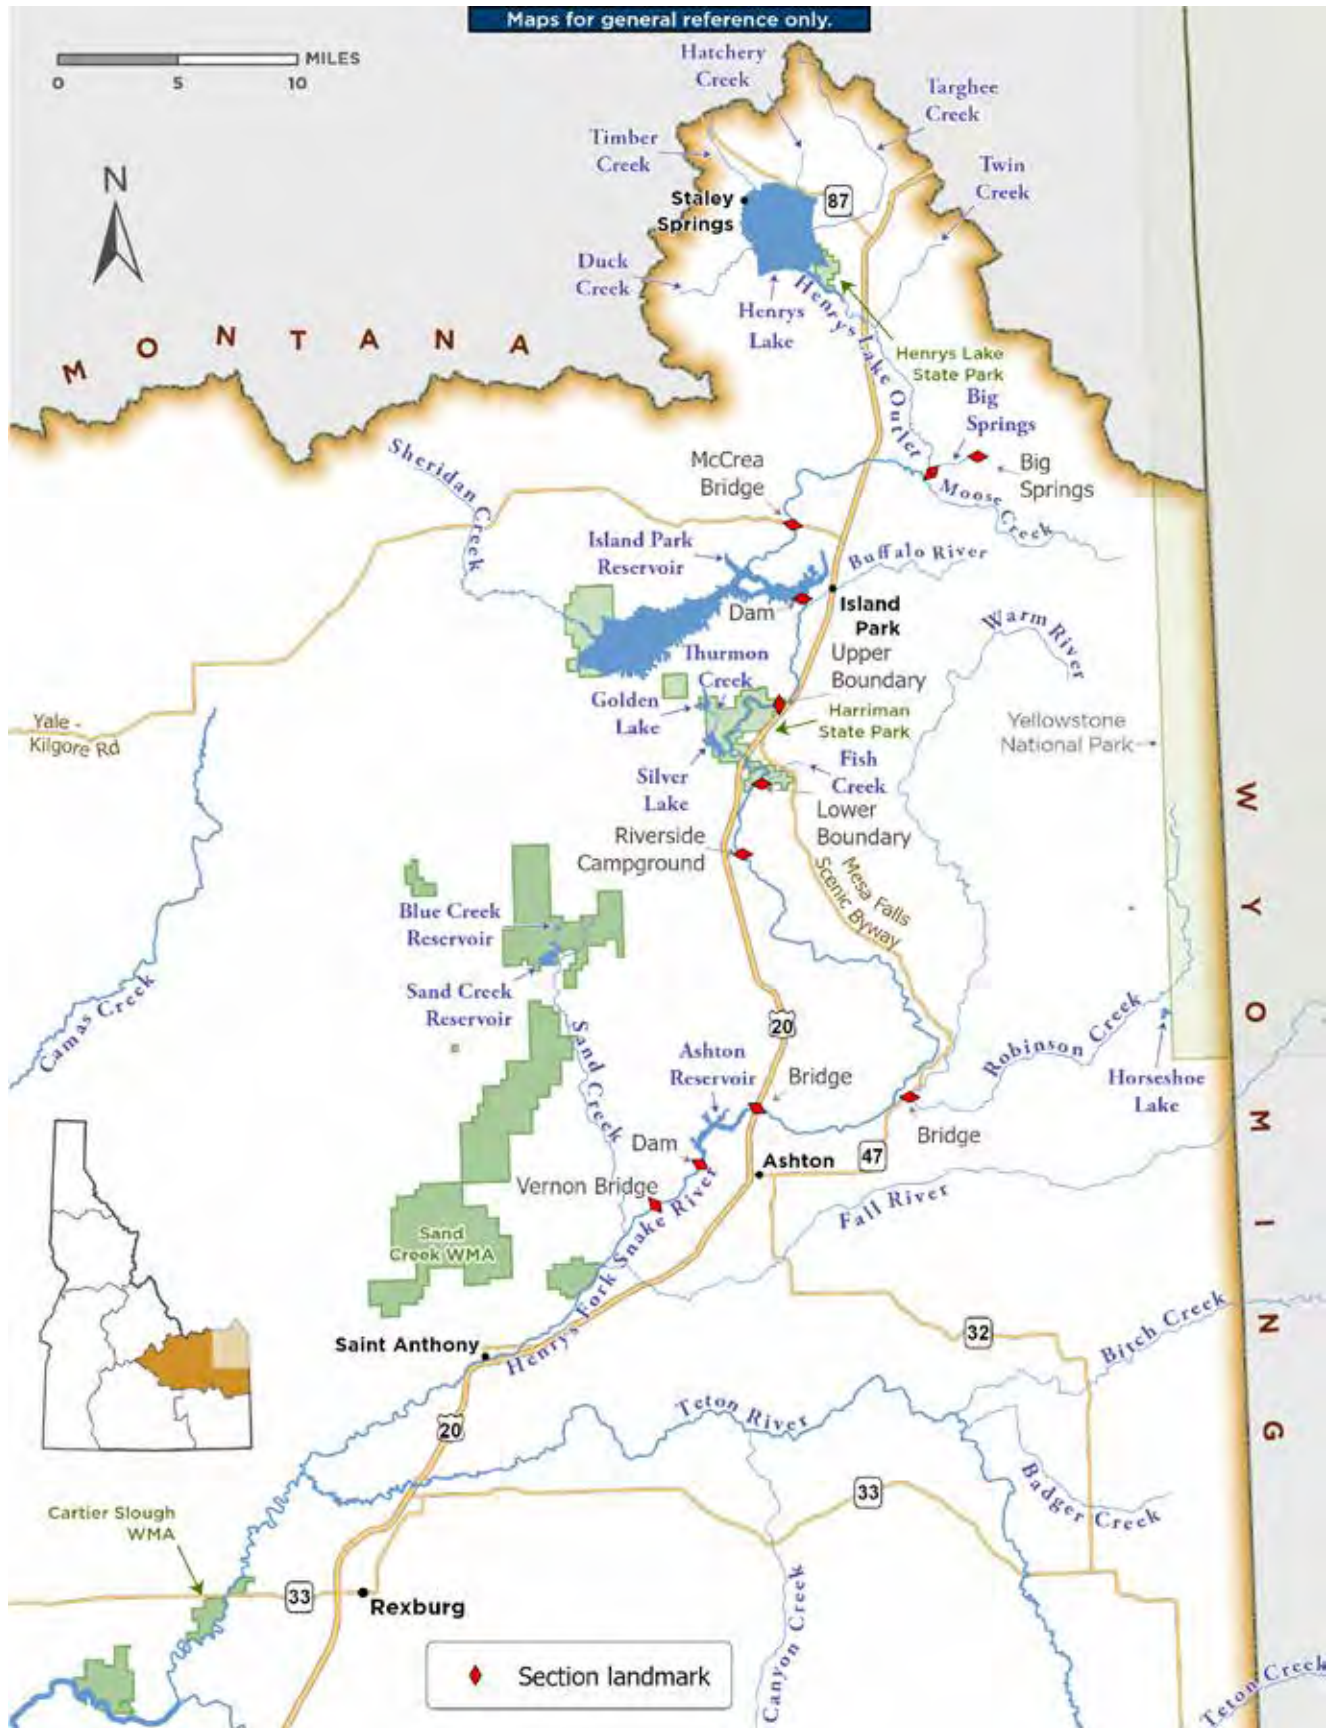 Maps for general reference only.
MILES
0
5
10
N
Hatchery
Creek
Targhee
Creek
Timber
Creek
Twin
Creek
Staley
Springs
87
Duck
Creek
Henrys
Lake
Henrys Lake Outlet
Henrys Lake
State Park
MONTANA
Big
Springs
Big
Springs
McCrea
Bridge
Moose Creek
Sheridan Creek
Island Park
Reservoir
Buffalo River
Dam
Island
Park
Warm River
Thurmon
Creek
Upper
Boundary
Golden
Lake
Harriman
State Park
Yale -
Kilgore Rd
Yellowstone
National Park
Fish
Creek
Silver
Lake
Lower
Boundary
WYOMING
Riverside
Campground
Mesa Falls
Scenic Byway
Blue Creek
Reservoir
Sand Creek
Reservoir
Camas Creek
20
Sand Creek
Robinson Creek
Ashton
Reservoir
Bridge
Horseshoe
Lake
Bridge
Dam
47
Ashton
Vernon Bridge
Fall River
Sand
Creek WMA
Henrys Fork Snake River
Saint Anthony
32
Bitch Creek
Teton River
20
Badger Creek
33
Cartier Slough
WMA
33
Rexburg
Canyon Creek
Section landmark
Teton Creek